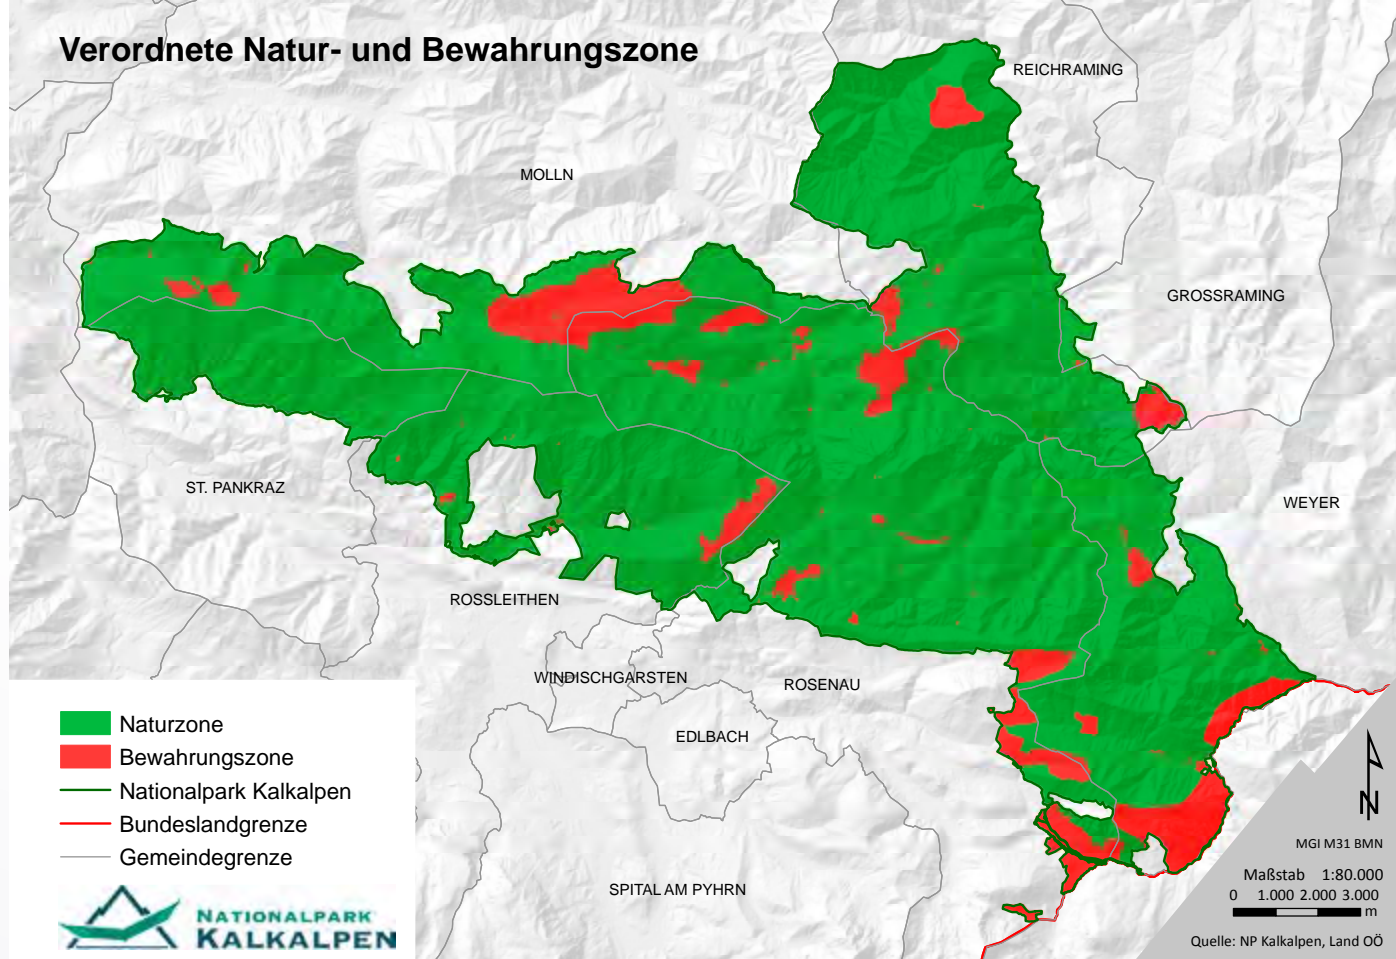 Verordnete Natur- und Bewahrungszone
REICHRAMING
MOLLN
GROSSRAMING
ST. PANKRAZ
WEYER
ROSSLEITHEN
WINDISCHGARSTEN
ROSENAU
EDLBACH
SPITAL AM PYHRN
Naturzone
Bewahrungszone
Nationalpark Kalkalpen
Bundeslandgrenze
Gemeindegrenze
NATIONALPARK
KALKALPEN
N
MGI M31 BMN
Maßstab 1:80.000
0 1.000 2.000 3.000
m
Quelle: NP Kalkalpen, Land OÖ